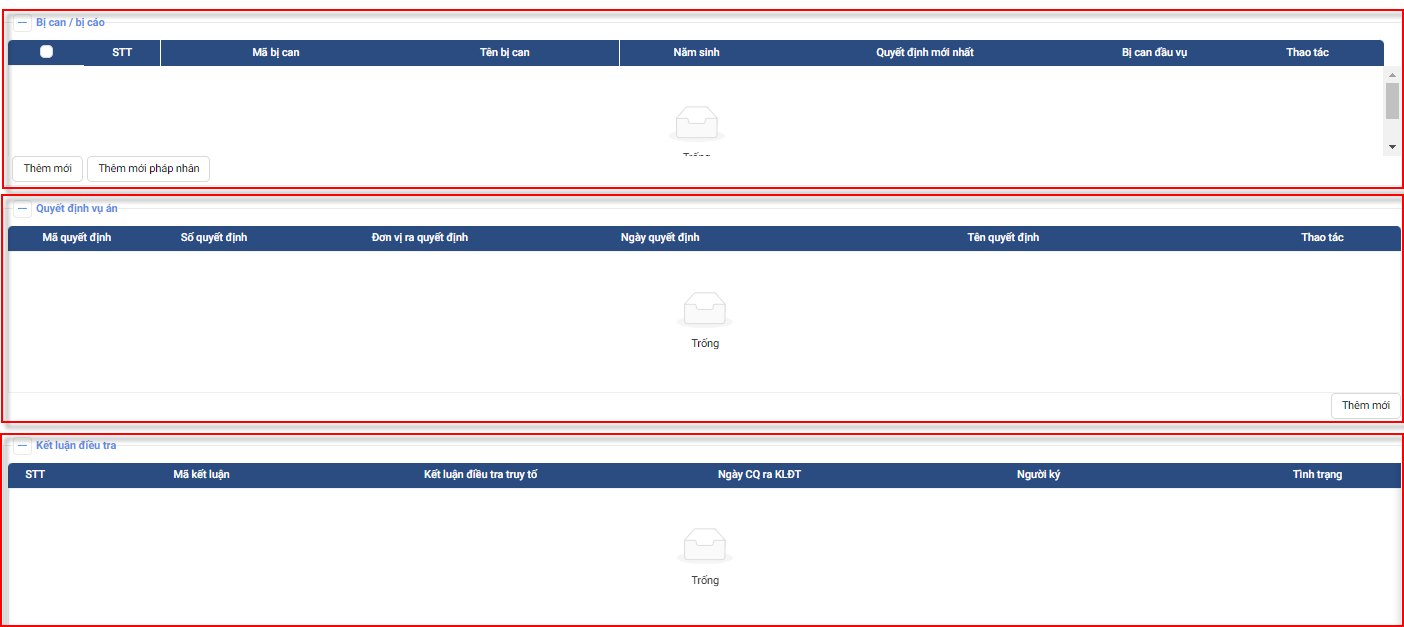 Bị can / bị cáo
STT Mã bị can Tên bị can Năm sinh Quyết định mới nhất Bị can đầu vụ Thao tác
Trống
Thêm mới Thêm mới pháp nhân
Quyết định vụ án
Mã quyết định Số quyết định Đơn vị ra quyết định Ngày quyết định Tên quyết định Thao tác
Trống
Thêm mới
Kết luận điều tra
STT Mã kết luận Kết luận điều tra truy tố Ngày CQ ra KLĐT Người ký Tình trạng
Trống